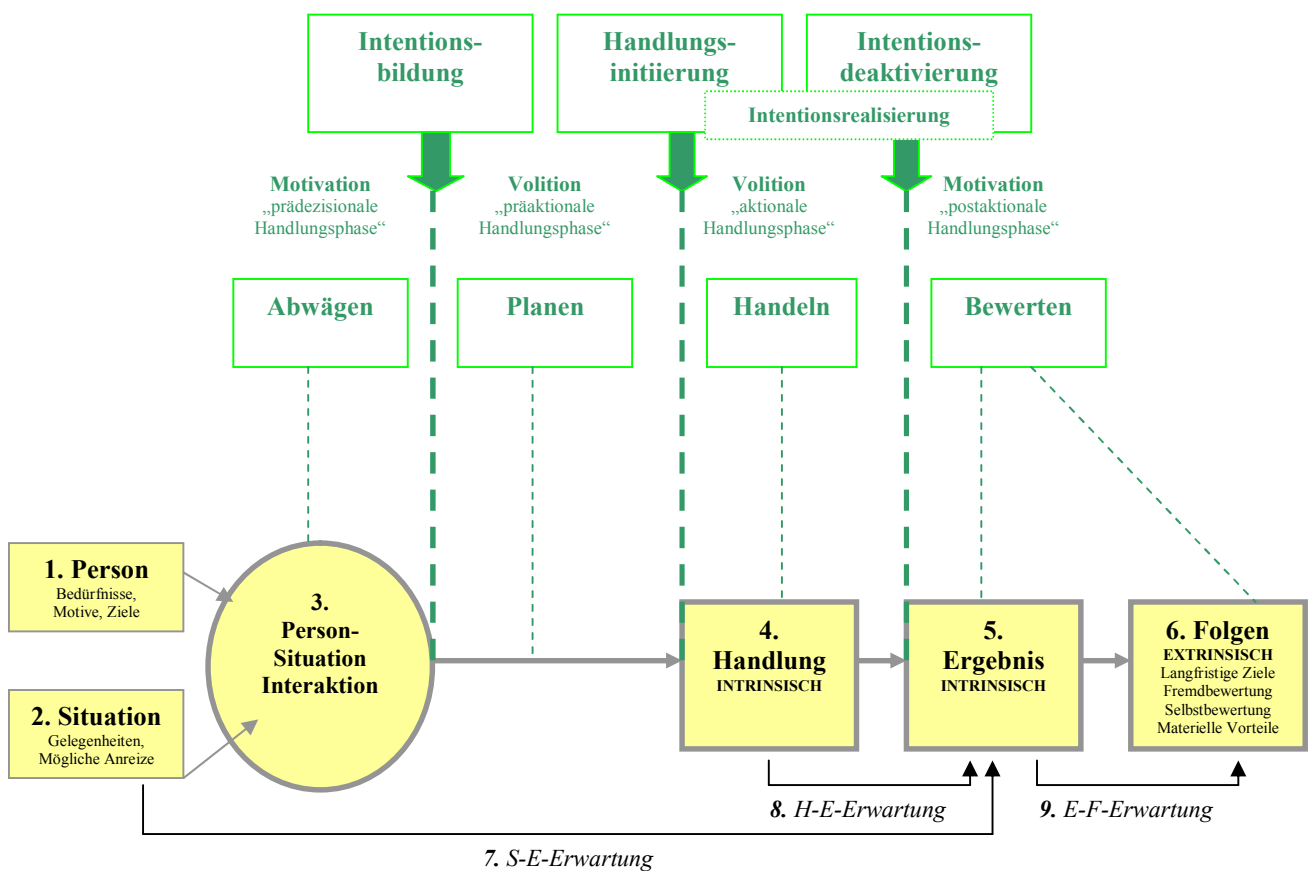 Intentions-
bildung
Handlungs-
initiierung
Intentions-
deaktivierung
Intentionsrealisierung
Motivation
„prädezisionale
Handlungsphase“
Volition
„präaktionale
Handlungsphase“
Volition
„aktionale
Handlungsphase“
Motivation
„postaktionale
Handlungsphase“
Abwägen
Planen
Handeln
Bewerten
1. Person
Bedürfnisse,
Motive, Ziele
2. Situation
Gelegenheiten,
Mögliche Anreize
3.
Person-
Situation
Interaktion
4.
Handlung
INTRINSISCH
5.
Ergebnis
INTRINSISCH
6. Folgen
EXTRINSISCH
Langfristige Ziele
Fremdbewertung
Selbstbewertung
Materielle Vorteile
8. H-E-Erwartung
9. E-F-Erwartung
7. S-E-Erwartung